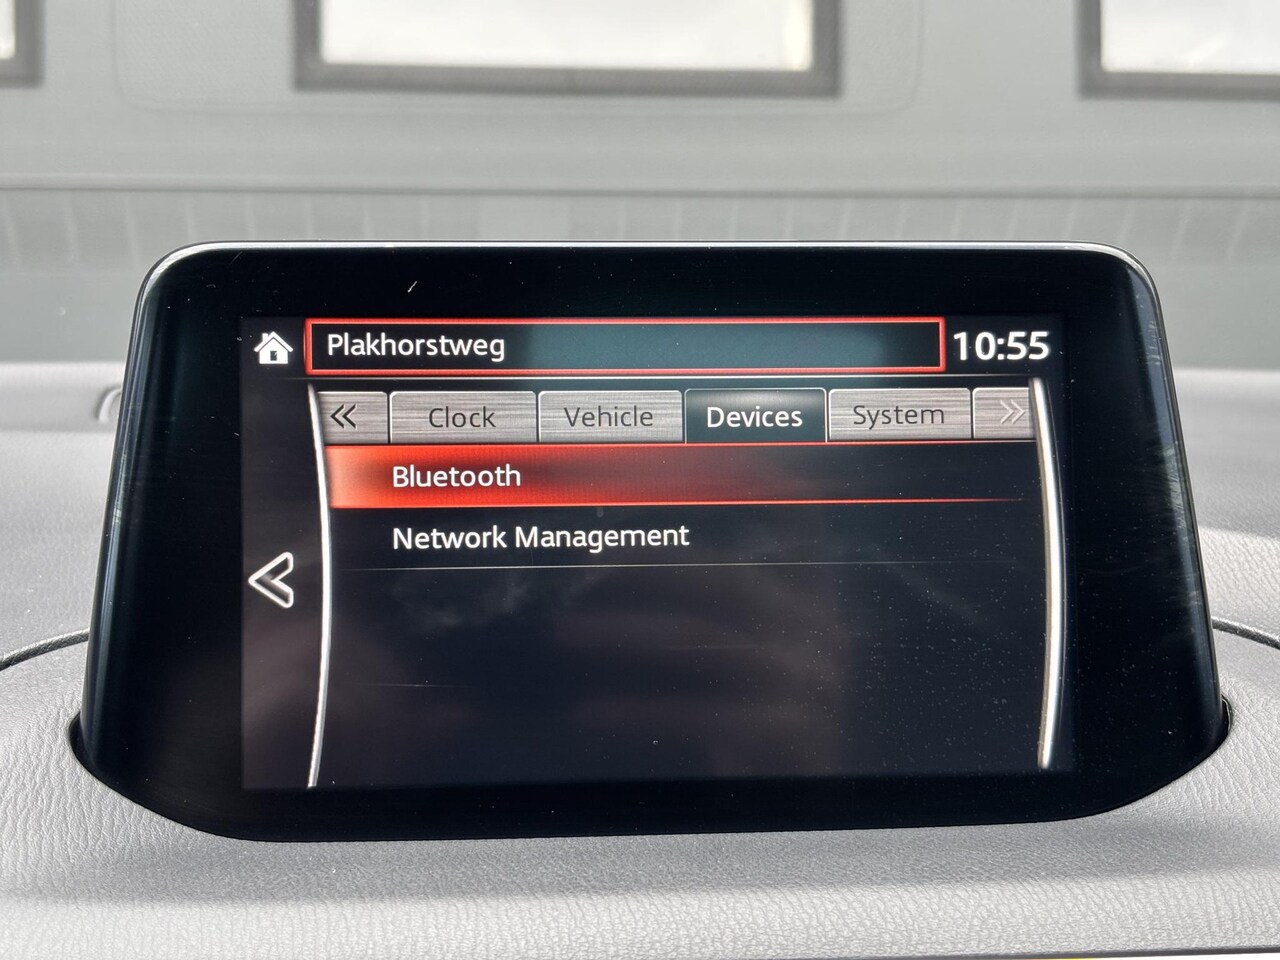 Plakhorstweg 10:55
« Clock Vehicle Devices System »
Bluetooth
Network Management